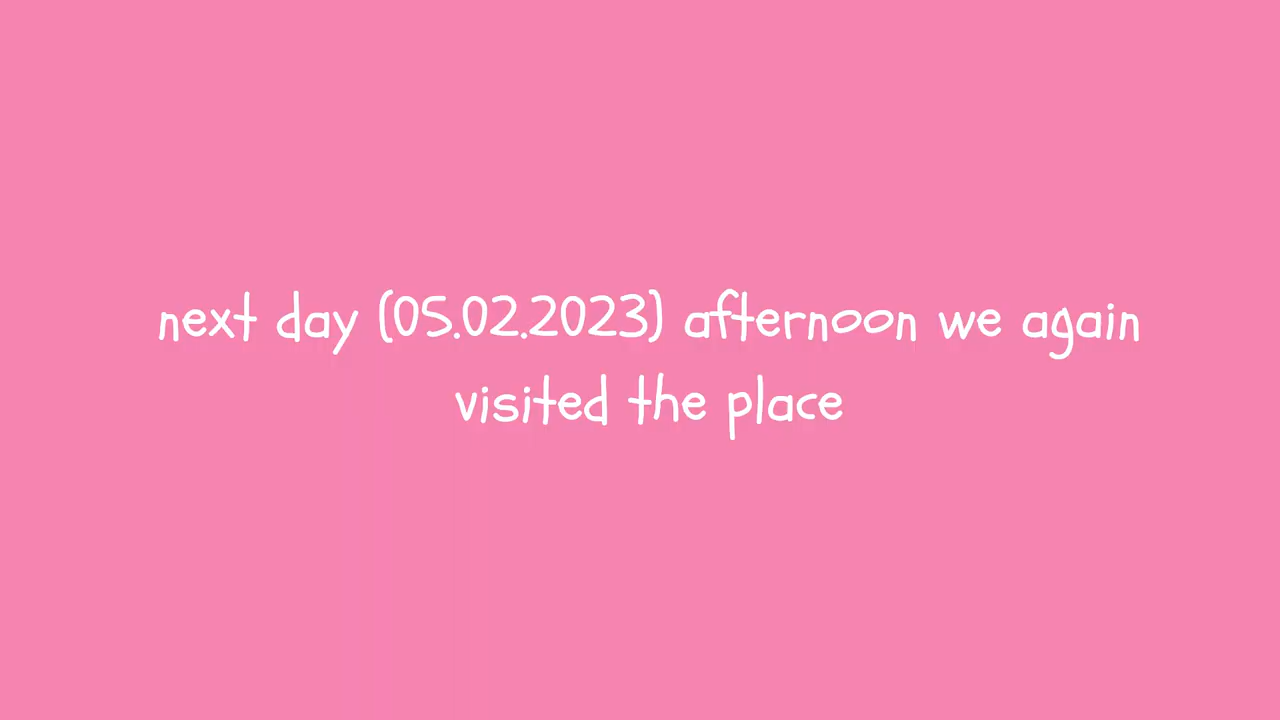 next day (05.02.2023) afternoon we again
visited the place